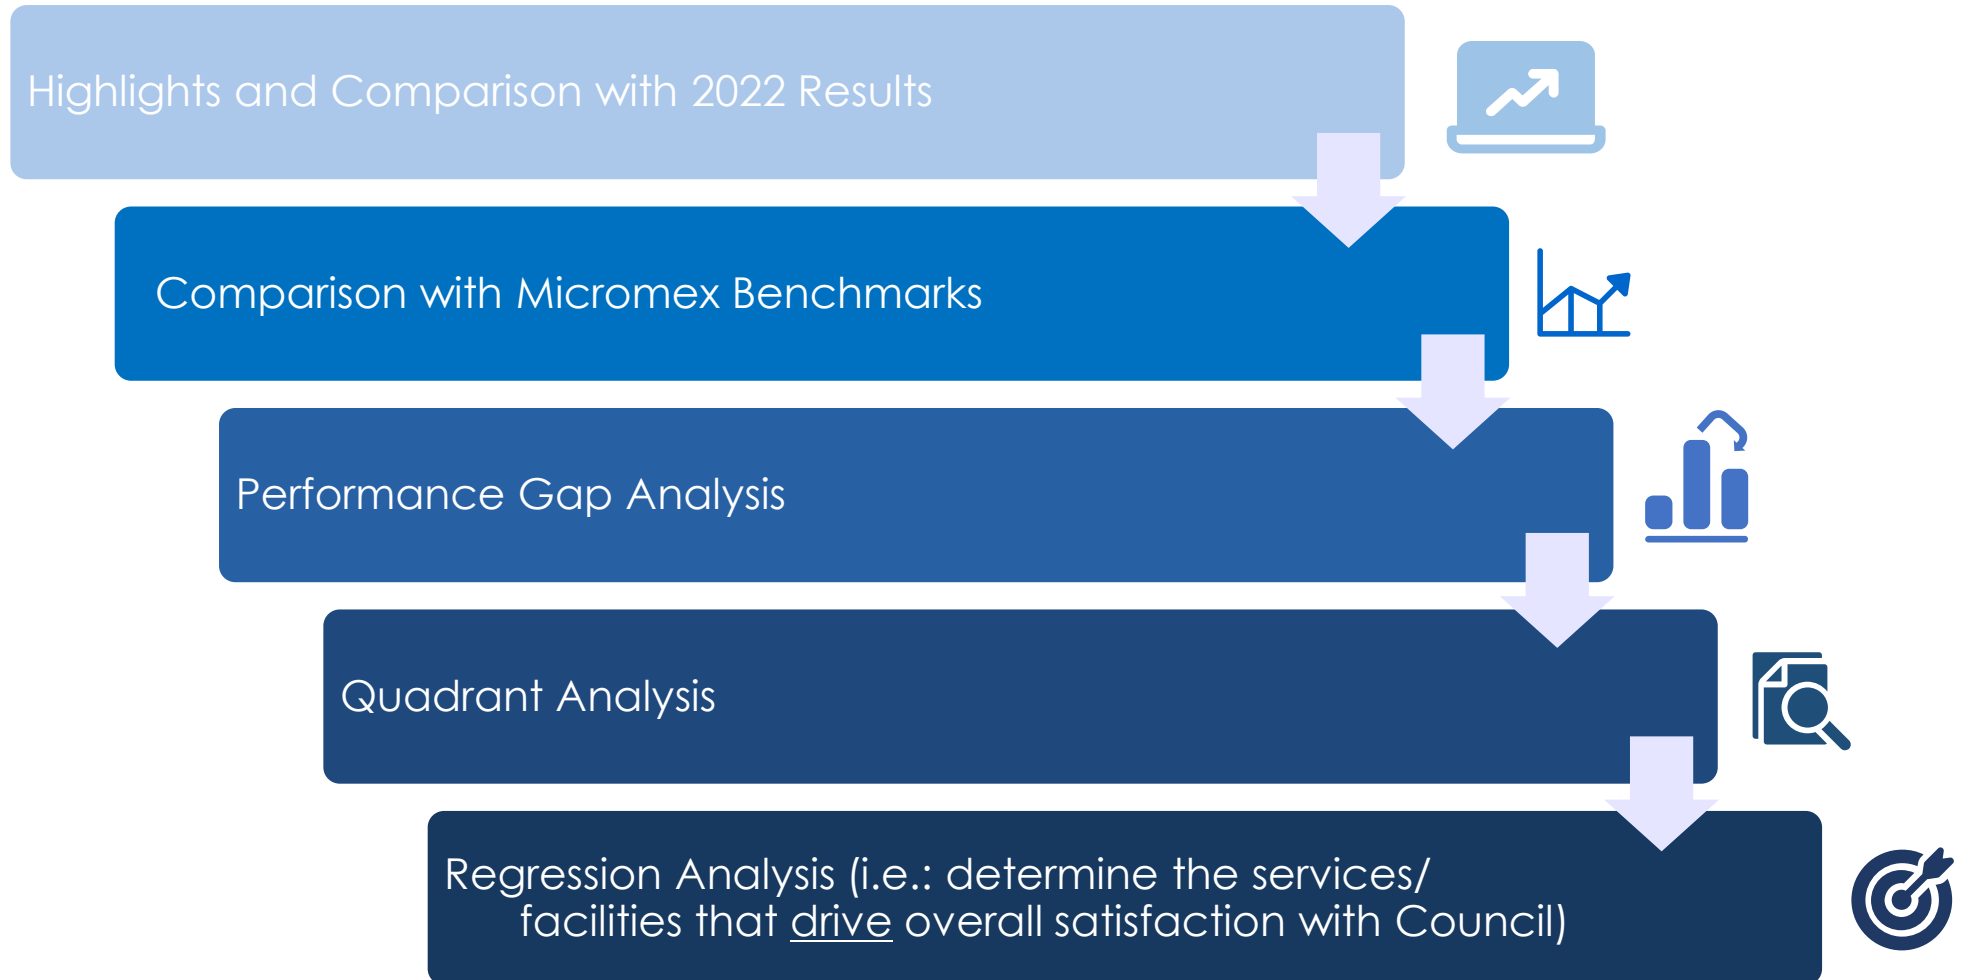 Highlights and Comparison with 2022 Results
Comparison with Micromex Benchmarks
Performance Gap Analysis
Quadrant Analysis
Regression Analysis (i.e.: determine the services/
facilities that drive overall satisfaction with Council)